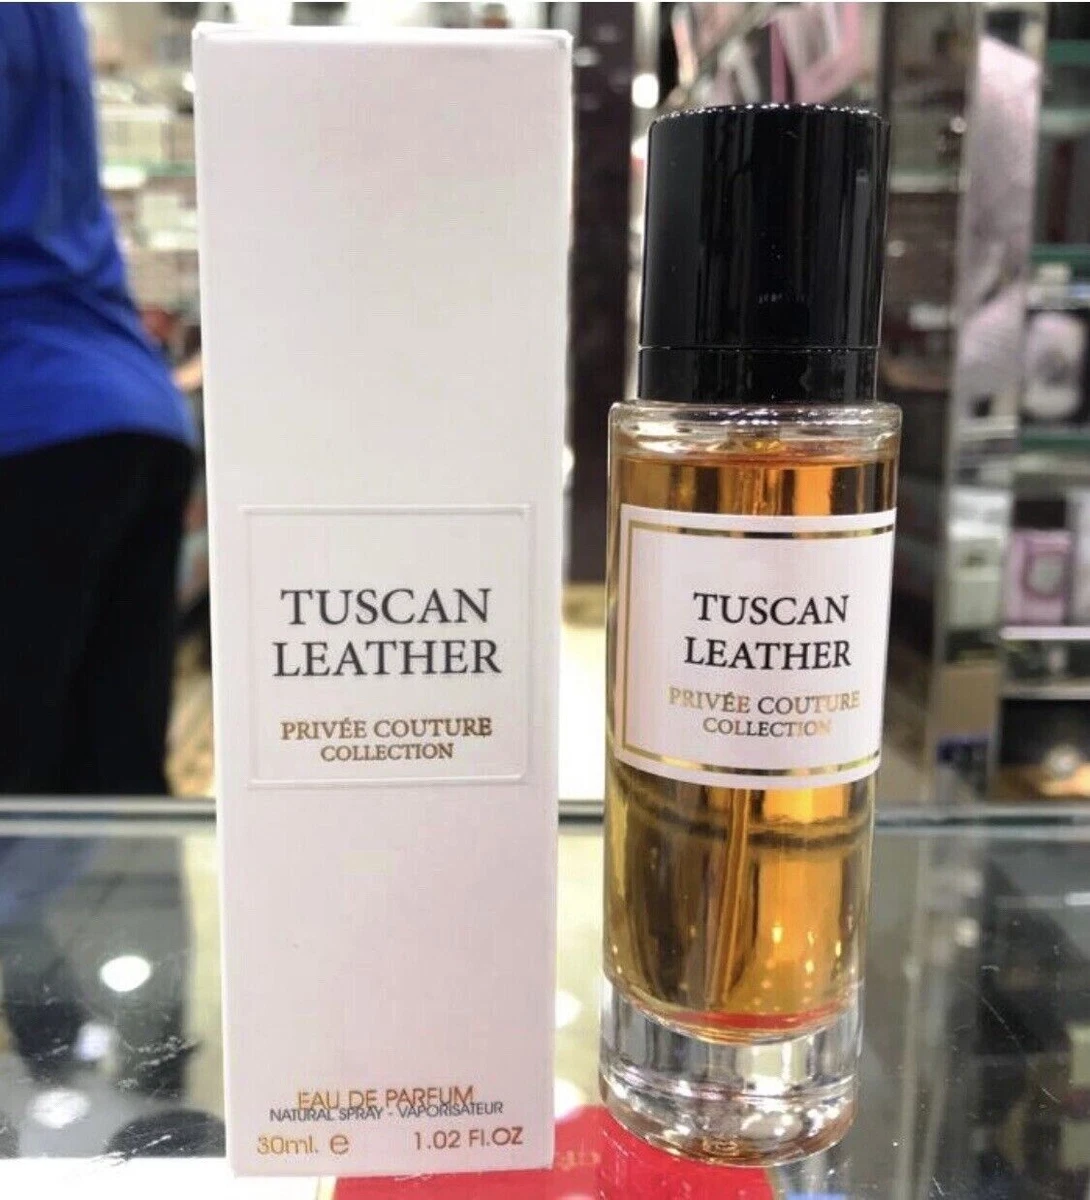 TUSCAN
LEATHER
PRIVÉE COUTURE
COLLECTION
EAU DE PARFUM
NATURAL SPRAY - VAPORISATEUR
30ml. e 1.02 Fl.OZ
TUSCAN
LEATHER
PRIVÉE COUTURE
COLLECTION